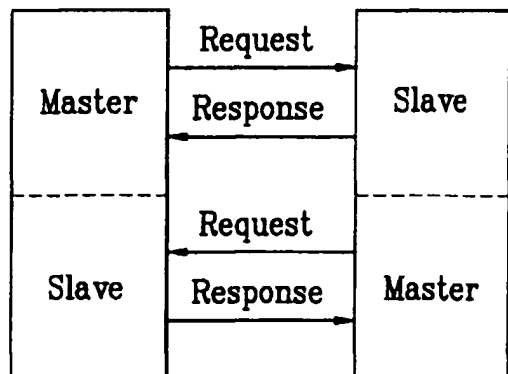 Request
Master
Response
Slave
Request
Slave
Response
Master